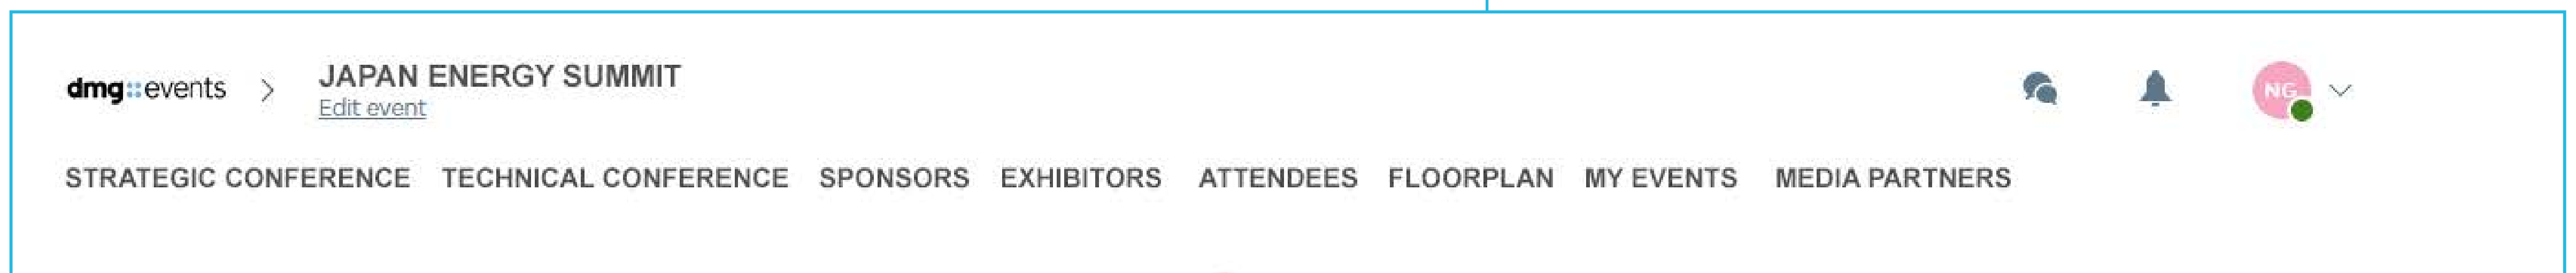 dmg::events > JAPAN ENERGY SUMMIT
Edit event
NG
STRATEGIC CONFERENCE TECHNICAL CONFERENCE SPONSORS EXHIBITORS ATTENDEES FLOORPLAN MY EVENTS MEDIA PARTNERS